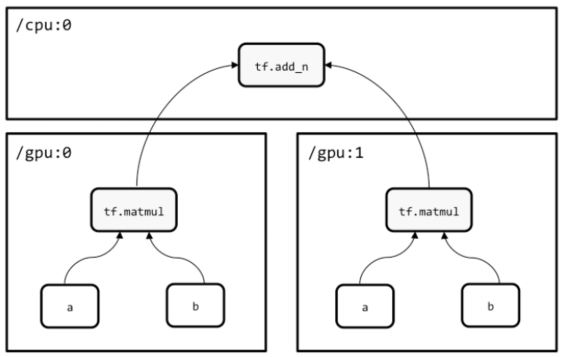 /cpu:0
tf.add_n
/gpu:0
tf.matmul
a
b
/gpu:1
tf.matmul
a
b